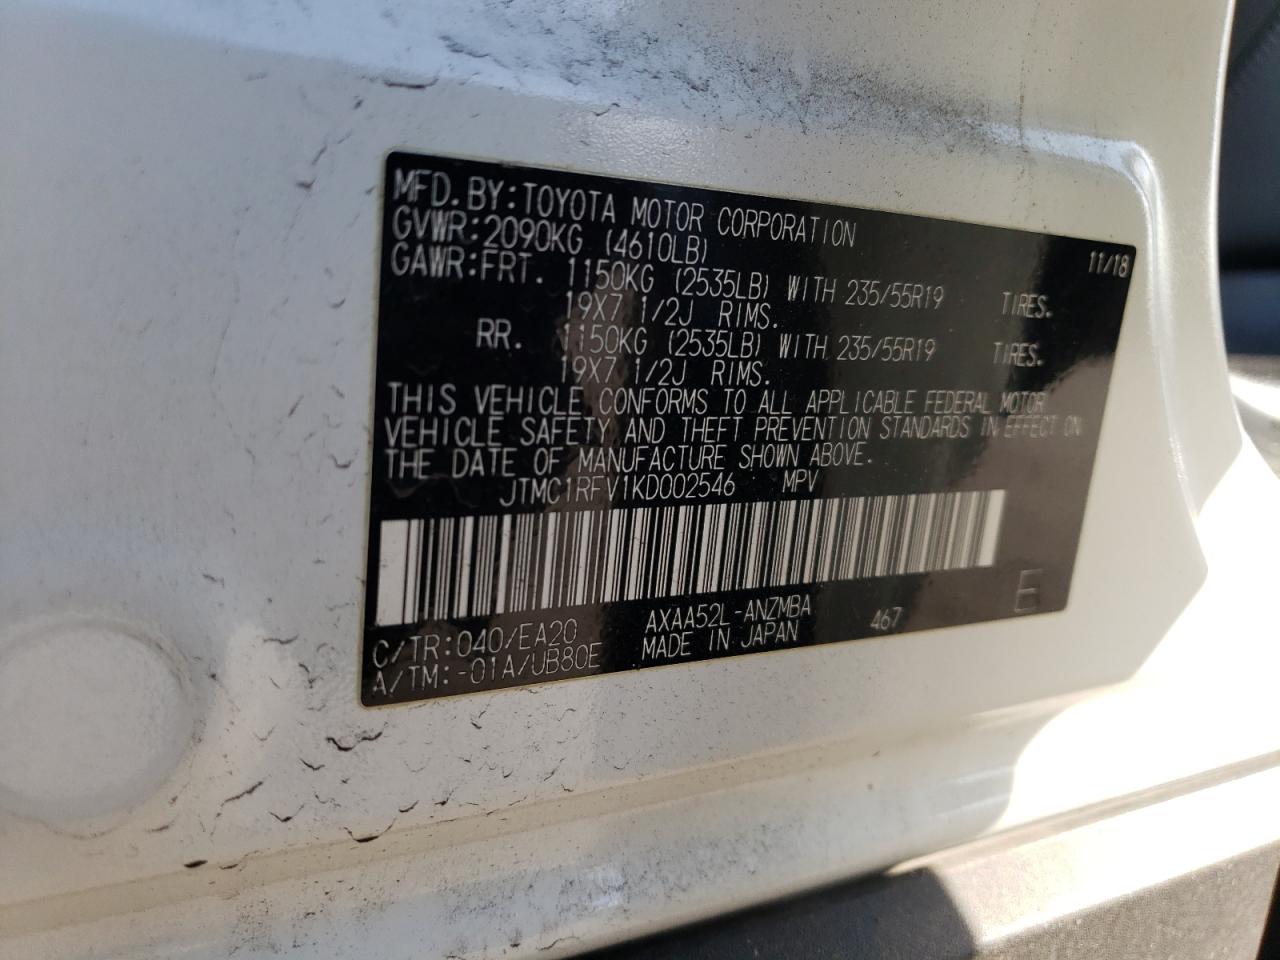 MFD. BY: TOYOTA MOTOR CORPORATION 11/18
GVWR: 2090KG (4610LB)
GAWR: FRT. 1150KG (2535LB) WITH 235/55R19 TIRES.
19X7 1/2J RIMS.
RR. 1150KG (2535LB) WITH 235/55R19 TIRES.
19X7 1/2J RIMS.
THIS VEHICLE CONFORMS TO ALL APPLICABLE FEDERAL MOTOR
VEHICLE SAFETY AND THEFT PREVENTION STANDARDS IN EFFECT ON
THE DATE OF MANUFACTURE SHOWN ABOVE.
JTMC1RFV1KD002546 MPV
C/TR: 040/EA20 AXAA52L-ANZMBA 467 E
A/TM: -01A/UB80E MADE IN JAPAN